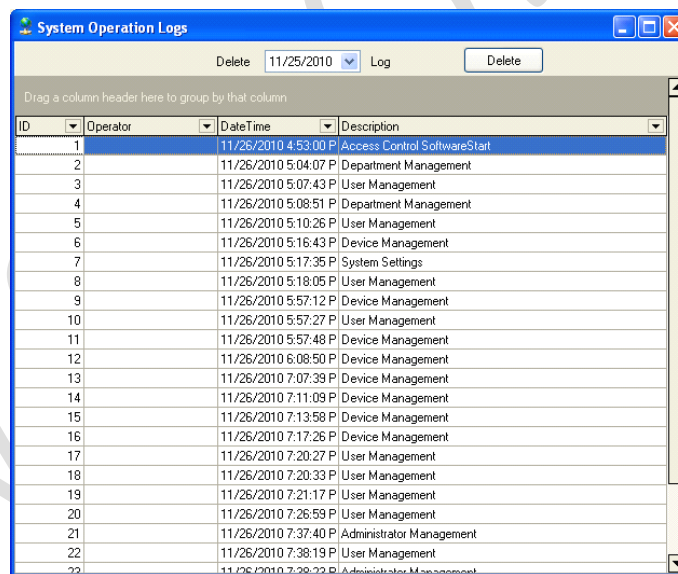 System Operation Logs
Delete 11/25/2010 Log Delete
Drag a column header here to group by that column
ID Operator DateTime Description
1 11/26/2010 4:53:00 P Access Control SoftwareStart
2 11/26/2010 5:04:07 P Department Management
3 11/26/2010 5:07:43 P User Management
4 11/26/2010 5:08:51 P Department Management
5 11/26/2010 5:10:26 P User Management
6 11/26/2010 5:16:43 P Device Management
7 11/26/2010 5:17:35 P System Settings
8 11/26/2010 5:18:05 P User Management
9 11/26/2010 5:57:12 P Device Management
10 11/26/2010 5:57:27 P User Management
11 11/26/2010 5:57:48 P Device Management
12 11/26/2010 6:08:50 P Device Management
13 11/26/2010 7:07:39 P Device Management
14 11/26/2010 7:11:09 P Device Management
15 11/26/2010 7:13:58 P Device Management
16 11/26/2010 7:17:26 P Device Management
17 11/26/2010 7:20:27 P User Management
18 11/26/2010 7:20:33 P User Management
19 11/26/2010 7:21:17 P User Management
20 11/26/2010 7:26:59 P User Management
21 11/26/2010 7:37:40 P Administrator Management
22 11/26/2010 7:38:19 P User Management
23 11/26/2010 7:38:23 P Administrator Management